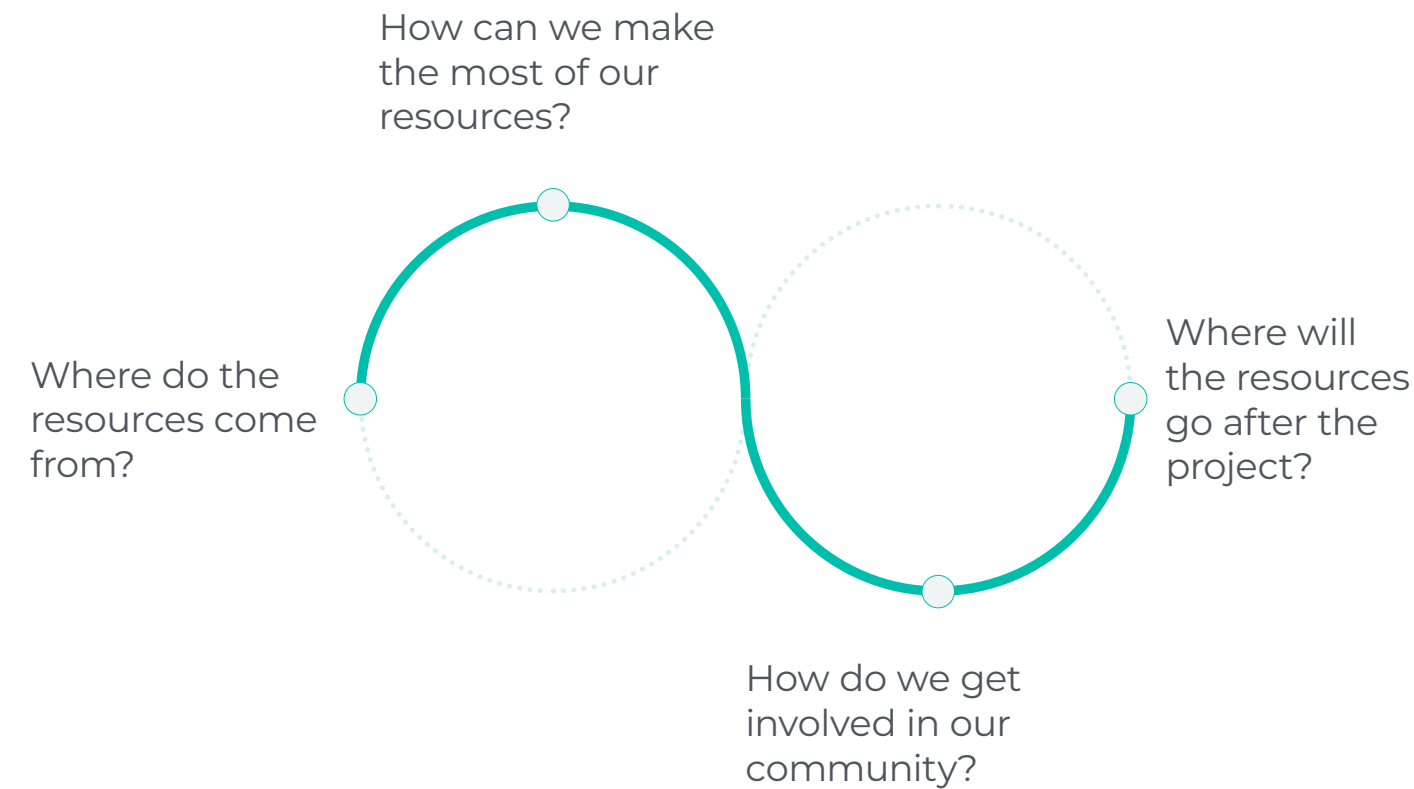 How can we make
the most of our
resources?
Where do the
resources come
from?
Where will
the resources
go after the
project?
How do we get
involved in our
community?